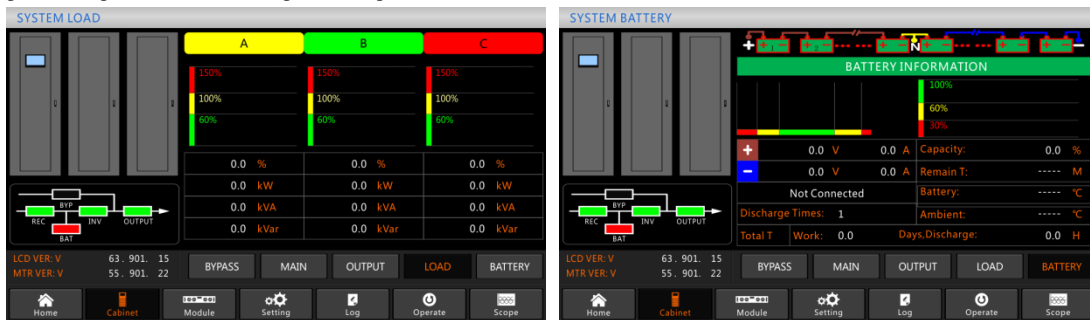 SYSTEM LOAD
A B C
150% 150% 150%
100% 100% 100%
60% 60% 60%
0.0 % 0.0 % 0.0 %
0.0 kW 0.0 kW 0.0 kW
0.0 kVA 0.0 kVA 0.0 kVA
0.0 kVar 0.0 kVar 0.0 kVar
BYP
REC INV OUTPUT
BAT
LCD VER: V 63. 901. 15
MTR VER: V 55. 901. 22
BYPASS MAIN OUTPUT LOAD BATTERY
Home Cabinet Module Setting Log Operate Scope
SYSTEM BATTERY
+ + 1 - + 2 - + - N + - + - -
BATTERY INFORMATION
100%
60%
30%
+ 0.0 V 0.0 A Capacity: 0.0 %
- 0.0 V 0.0 A Remain T: ----- M
Not Connected Battery: ----- ℃
Discharge Times: 1 Ambient: ----- ℃
Total T Work: 0.0 Days,Discharge: 0.0 H
BYP
REC INV OUTPUT
BAT
LCD VER: V 63. 901. 15
MTR VER: V 55. 901. 22
BYPASS MAIN OUTPUT LOAD BATTERY
Home Cabinet Module Setting Log Operate Scope